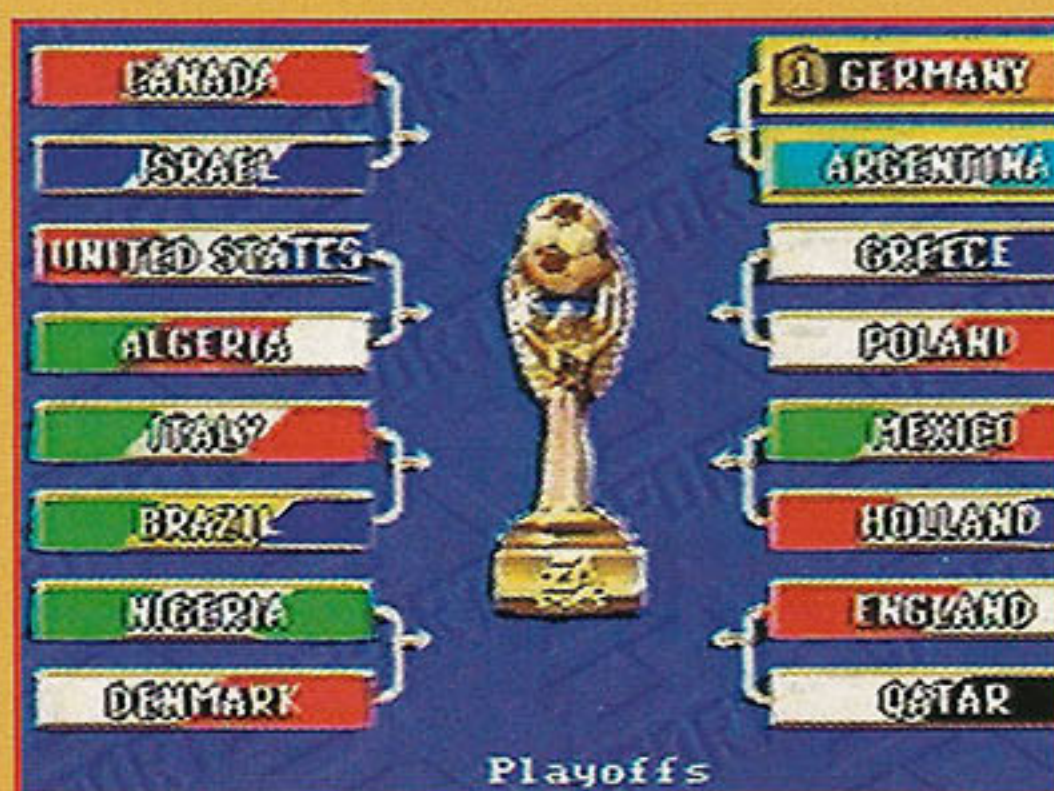 CANADA
ISRAEL
UNITED STATES
ALGERIA
ITALY
BRAZIL
NIGERIA
DENMARK
1 GERMANY
ARGENTINA
GREECE
POLAND
MEXICO
HOLLAND
ENGLAND
QATAR
Playoffs